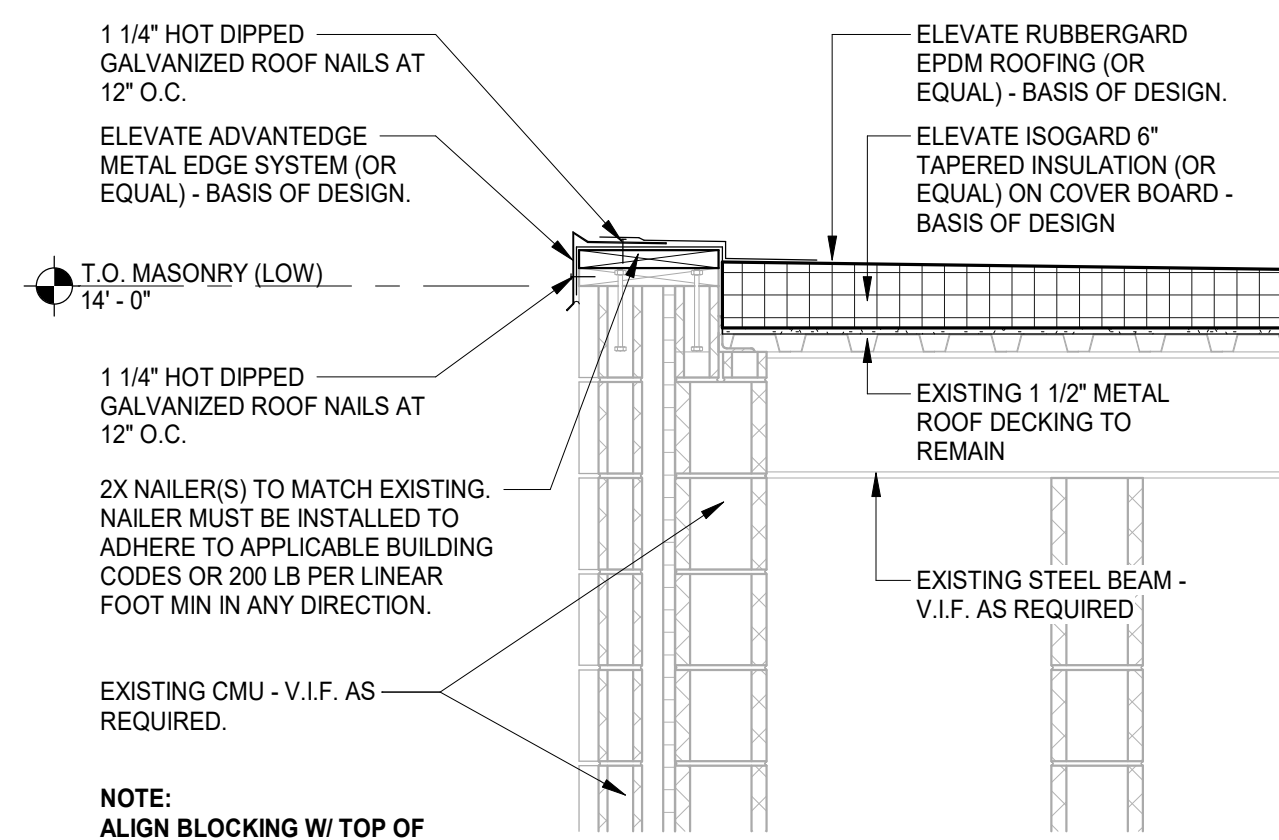 1 1/4" HOT DIPPED
GALVANIZED ROOF NAILS AT
12" O.C.
ELEVATE ADVANTEDGE
METAL EDGE SYSTEM (OR
EQUAL) - BASIS OF DESIGN.
T.O. MASONRY (LOW)
14' - 0"
1 1/4" HOT DIPPED
GALVANIZED ROOF NAILS AT
12" O.C.
2X NAILER(S) TO MATCH EXISTING.
NAILER MUST BE INSTALLED TO
ADHERE TO APPLICABLE BUILDING
CODES OR 200 LB PER LINEAR
FOOT MIN IN ANY DIRECTION.
EXISTING CMU - V.I.F. AS
REQUIRED.
NOTE:
ALIGN BLOCKING W/ TOP OF
ELEVATE RUBBERGARD
EPDM ROOFING (OR
EQUAL) - BASIS OF DESIGN.
ELEVATE ISOGARD 6"
TAPERED INSULATION (OR
EQUAL) ON COVER BOARD -
BASIS OF DESIGN
EXISTING 1 1/2" METAL
ROOF DECKING TO
REMAIN
EXISTING STEEL BEAM -
V.I.F. AS REQUIRED